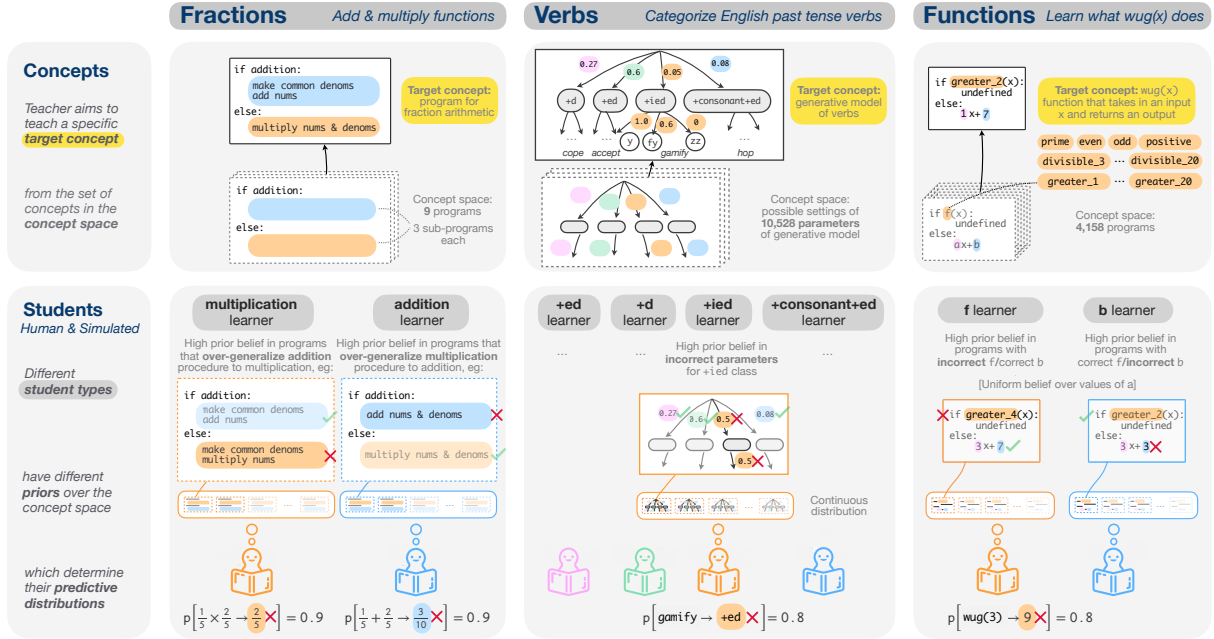 Fractions Add & multiply functions
Verbs Categorize English past tense verbs
Functions Learn what wug(x) does
Concepts
Teacher aims to
teach a specific
target concept
from the set of
concepts in the
concept space
if addition:
make common denoms
add nums
else:
multiply nums & denoms
Target concept:
program for
fraction arithmetic
if addition:
else:
Concept space:
9 programs
3 sub-programs
each
0.27
0.6
0.05
0.08
+d
+ed
+ied
+consonant+ed
1.0
0.6
0
...
...
y
fy
zz
...
cope
accept
gamify
hop
Target concept:
generative model
of verbs
Concept space:
possible settings of
10,528 parameters
of generative model
if greater_2(x):
undefined
else:
1x+ 7
Target concept: wug(x)
function that takes in an input
x and returns an output
prime even odd positive
divisible_3 ... divisible_20
greater_1 ... greater_20
if f(x):
undefined
else:
ax+b
Concept space:
4,158 programs
Students
Human & Simulated
Different
student types
have different
priors over the
concept space
which determine
their predictive
distributions
multiplication
learner
High prior belief in programs
that over-generalize addition
procedure to multiplication, eg:
if addition:
make common denoms
add nums
else:
make common denoms
multiply nums
...
p[1/5 × 2/5 → 2/5] = 0.9
addition
learner
High prior belief in programs that
over-generalize multiplication
procedure to addition, eg:
if addition:
add nums & denoms
else:
multiply nums & denoms
...
p[1/5 + 2/5 → 3/10] = 0.9
+ed
learner
+d
learner
+ied
learner
+consonant+ed
learner
...
...
High prior belief in
incorrect parameters
for +ied class
...
0.27
0.6
0.5
0.08
0.5
...
Continuous
distribution
p[gamify → +ed] = 0.8
f learner
High prior belief in
programs with
incorrect f/correct b
b learner
High prior belief in
programs with
correct f/incorrect b
[Uniform belief over values of a]
if greater_4(x):
undefined
else:
3x+ 7
...
if greater_2(x):
undefined
else:
3 x+ 3
...
p[wug(3) → 9] = 0.8